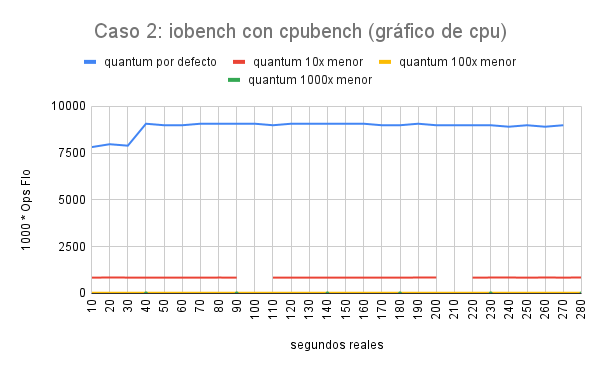 Caso 2: iobench con cpubench (gráfico de cpu)
quantum por defecto quantum 10x menor quantum 100x menor
quantum 1000x menor
10000
7500
5000
2500
0
1000 * Ops Flo
10 20 30 40 50 60 70 80 90 100 110 120 130 140 150 160 170 180 190 200 210 220 230 240 250 260 270 280
segundos reales